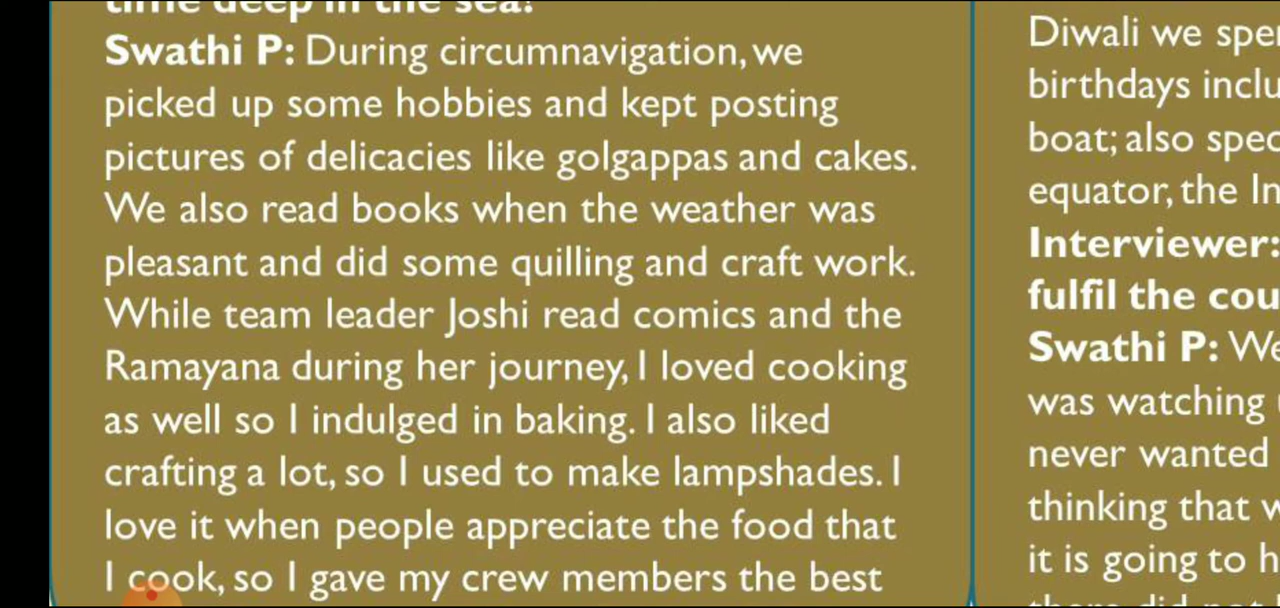 time deep in the sea?
Swathi P: During circumnavigation, we
picked up some hobbies and kept posting
pictures of delicacies like golgappas and cakes.
We also read books when the weather was
pleasant and did some quilling and craft work.
While team leader Joshi read comics and the
Ramayana during her journey, I loved cooking
as well so I indulged in baking. I also liked
crafting a lot, so I used to make lampshades. I
love it when people appreciate the food that
I cook, so I gave my crew members the best
Diwali we
birthdays
boat; also
equator, the
Interviewer:
fulfil the
Swathi P:
was watching
never wanted
thinking that
it is going to